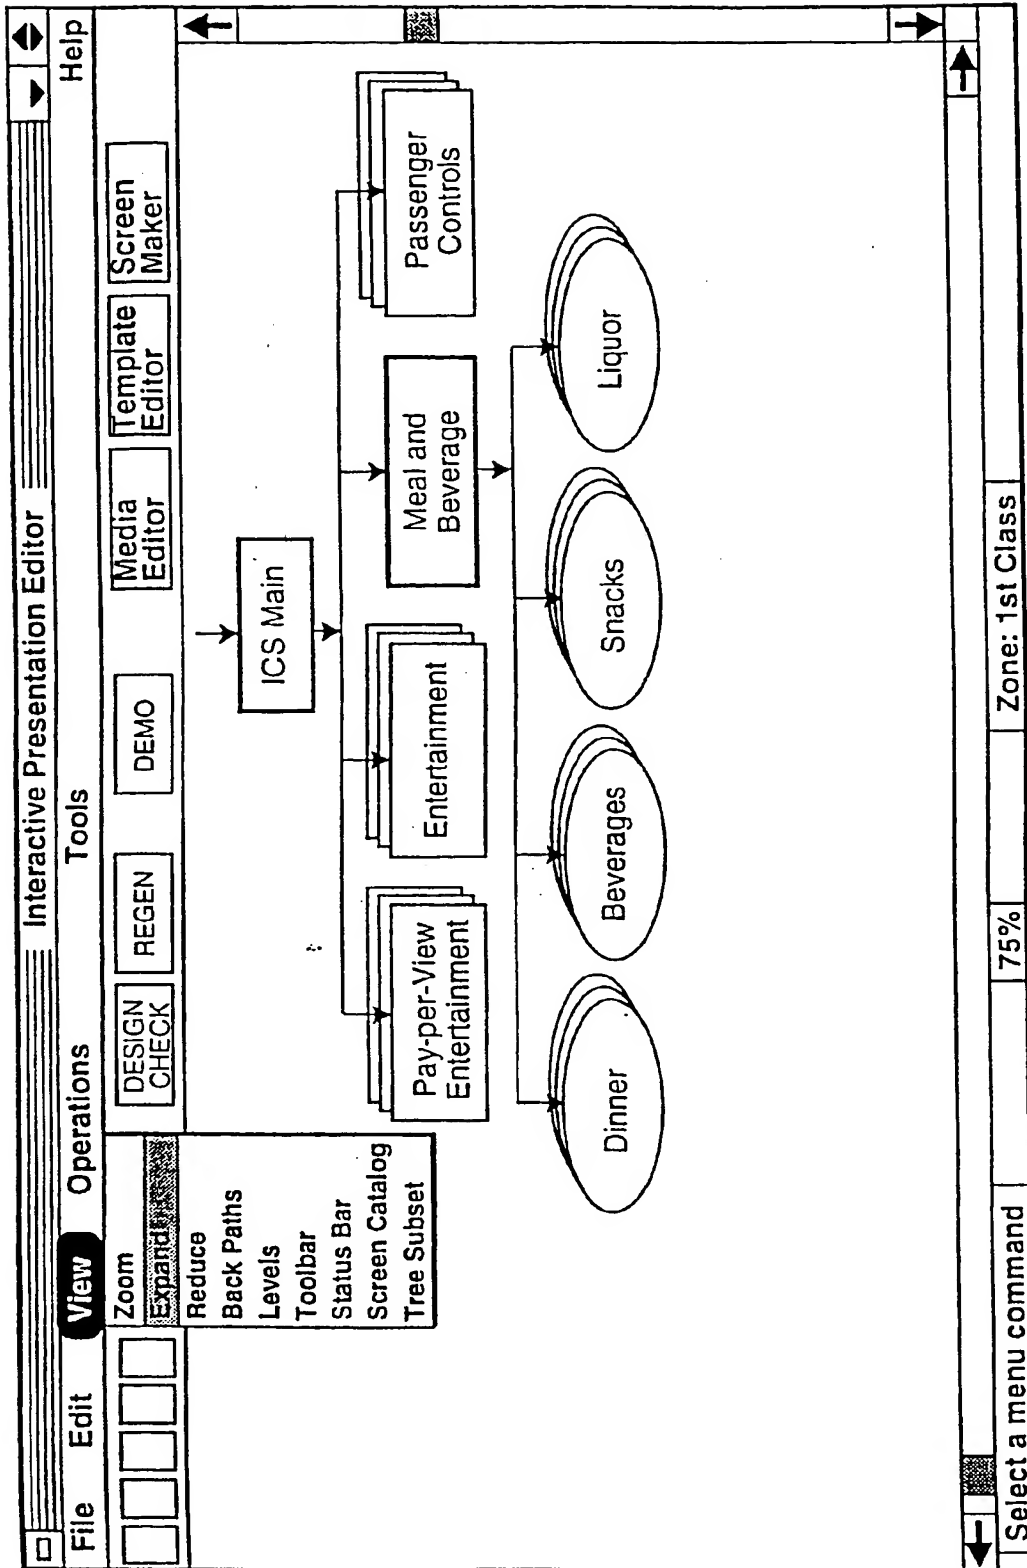 Interactive Presentation Editor
File Edit View Operations Tools Help
DESIGN
CHECK
REGEN
DEMO
Media
Editor
Template
Editor
Screen
Maker
Zoom
Expand
Reduce
Back Paths
Levels
Toolbar
Status Bar
Screen Catalog
Tree Subset
ICS Main
Pay-per-View
Entertainment
Entertainment
Meal and
Beverage
Passenger
Controls
Dinner
Beverages
Snacks
Liquor
Select a menu command
75%
Zone: 1st Class